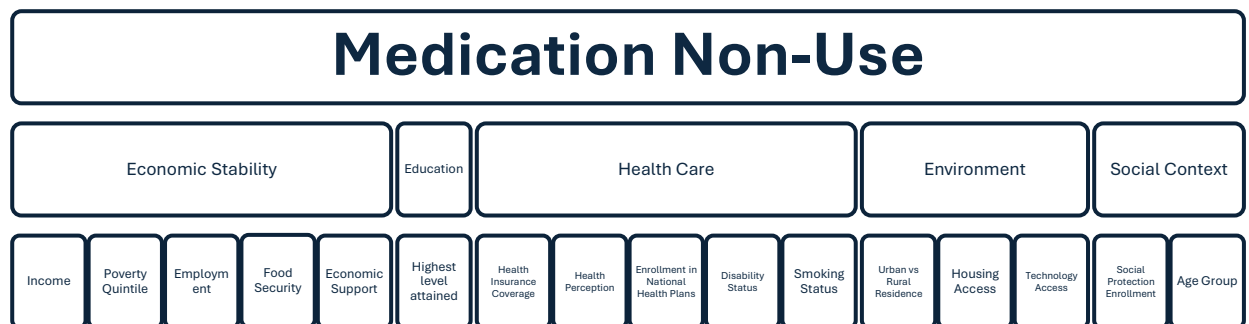 Medication Non-Use
Economic Stability
Education
Health Care
Environment
Social Context
Income
Poverty
Quintile
Employm
ent
Food
Security
Economic
Support
Highest
level
attained
Health
Insurance
Coverage
Health
Perception
Enrollment in
National
Health Plans
Disability
Status
Smoking
Status
Urban vs
Rural
Residence
Housing
Access
Technology
Access
Social
Protection
Enrollment
Age Group